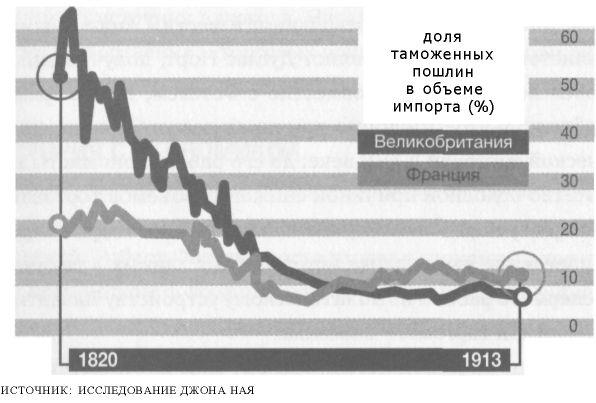 доля
таможенных
пошлин
в объеме
импорта (%)
Великобритания
Франция
60
50
40
30
20
10
0
1820
1913
ИСТОЧНИК: ИССЛЕДОВАНИЕ ДЖОНА НАЯ